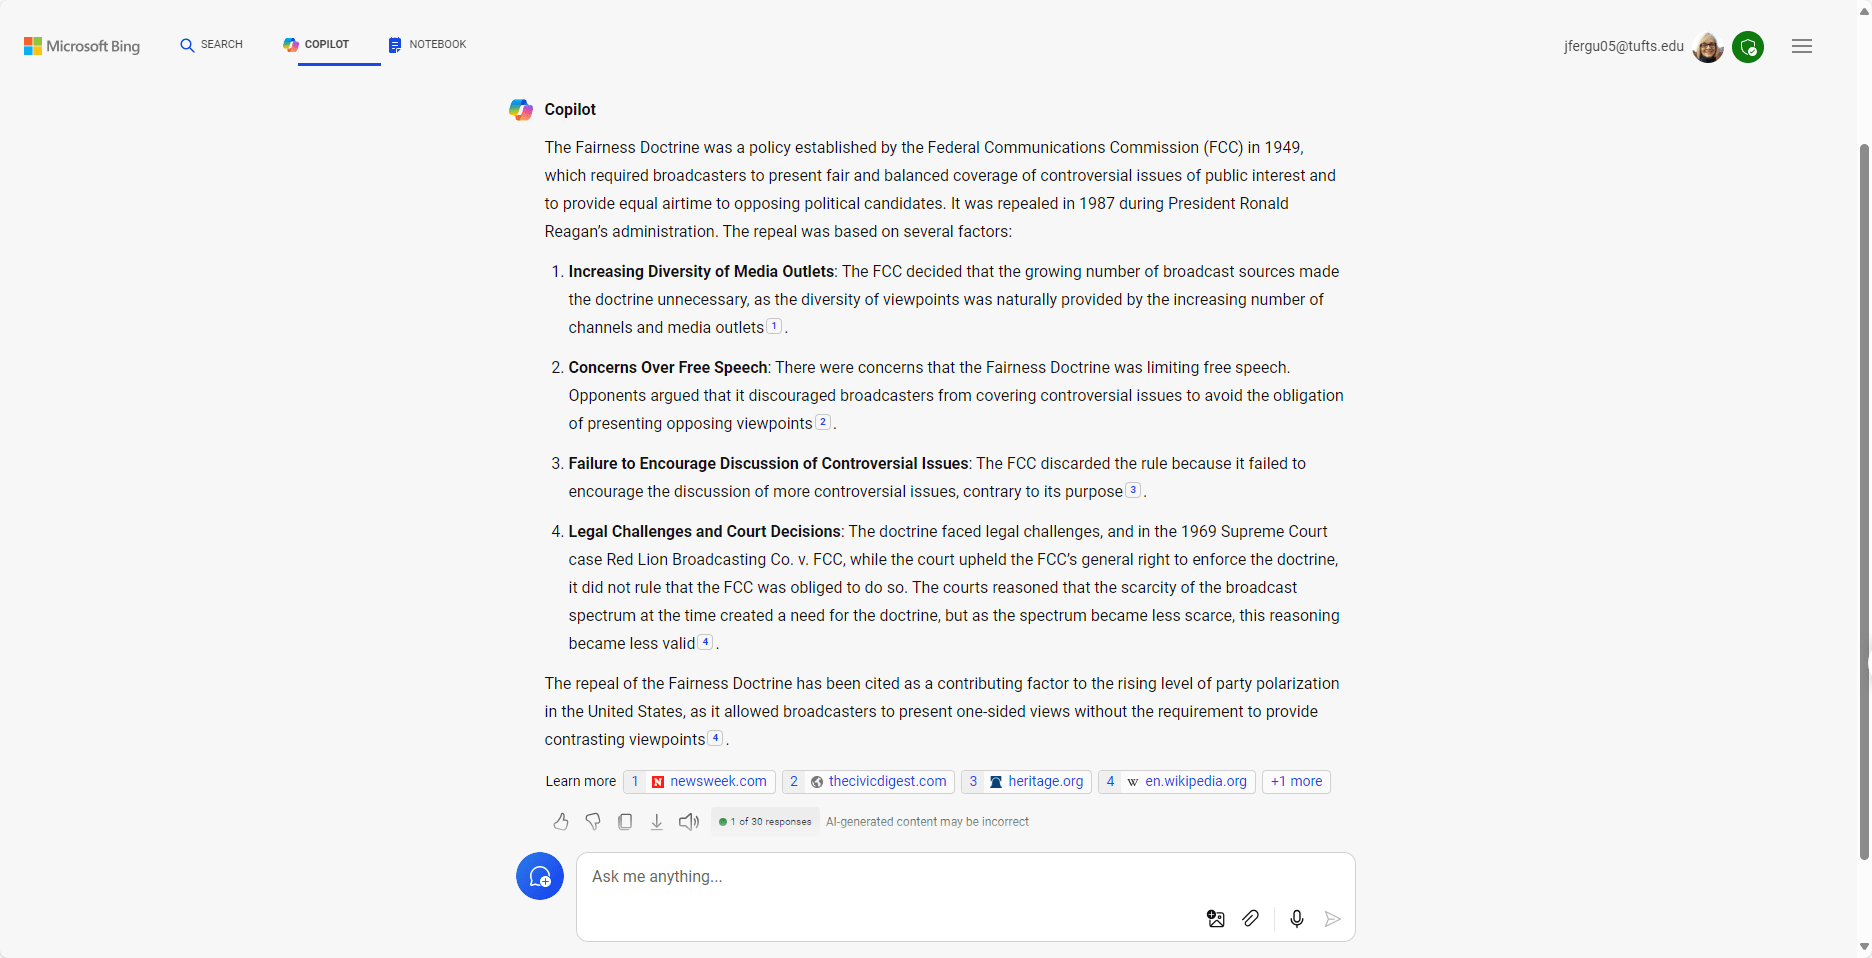 Microsoft Bing
SEARCH
COPILOT
NOTEBOOK
jfergu05@tufts.edu
Copilot
The Fairness Doctrine was a policy established by the Federal Communications Commission (FCC) in 1949,
which required broadcasters to present fair and balanced coverage of controversial issues of public interest and
to provide equal airtime to opposing political candidates. It was repealed in 1987 during President Ronald
Reagan’s administration. The repeal was based on several factors:
1. Increasing Diversity of Media Outlets: The FCC decided that the growing number of broadcast sources made
the doctrine unnecessary, as the diversity of viewpoints was naturally provided by the increasing number of
channels and media outlets 1 .
2. Concerns Over Free Speech: There were concerns that the Fairness Doctrine was limiting free speech.
Opponents argued that it discouraged broadcasters from covering controversial issues to avoid the obligation
of presenting opposing viewpoints 2 .
3. Failure to Encourage Discussion of Controversial Issues: The FCC discarded the rule because it failed to
encourage the discussion of more controversial issues, contrary to its purpose 3 .
4. Legal Challenges and Court Decisions: The doctrine faced legal challenges, and in the 1969 Supreme Court
case Red Lion Broadcasting Co. v. FCC, while the court upheld the FCC’s general right to enforce the doctrine,
it did not rule that the FCC was obliged to do so. The courts reasoned that the scarcity of the broadcast
spectrum at the time created a need for the doctrine, but as the spectrum became less scarce, this reasoning
became less valid 4 .
The repeal of the Fairness Doctrine has been cited as a contributing factor to the rising level of party polarization
in the United States, as it allowed broadcasters to present one-sided views without the requirement to provide
contrasting viewpoints 4 .
Learn more 1 N newsweek.com 2 thecivicdigest.com 3 heritage.org 4 W en.wikipedia.org +1 more
1 of 30 responses AI-generated content may be incorrect
Ask me anything...